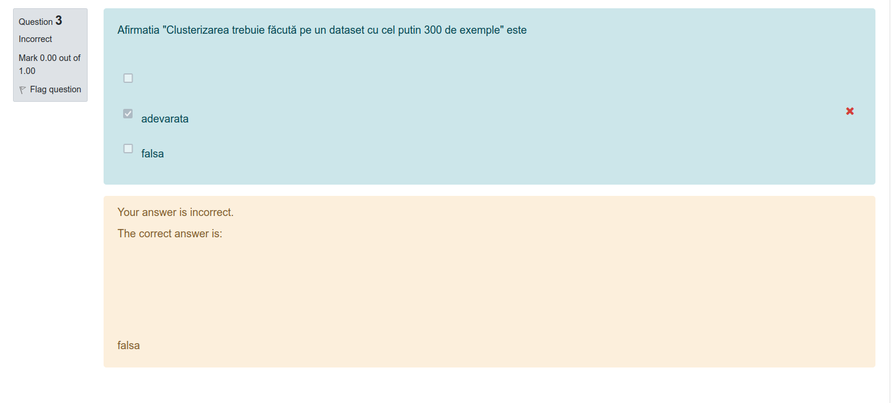 Question 3
Incorrect
Mark 0.00 out of
1.00
Flag question
Afirmatia "Clusterizarea trebuie făcută pe un dataset cu cel putin 300 de exemple" este
adevarata
falsa
Your answer is incorrect.
The correct answer is:
falsa